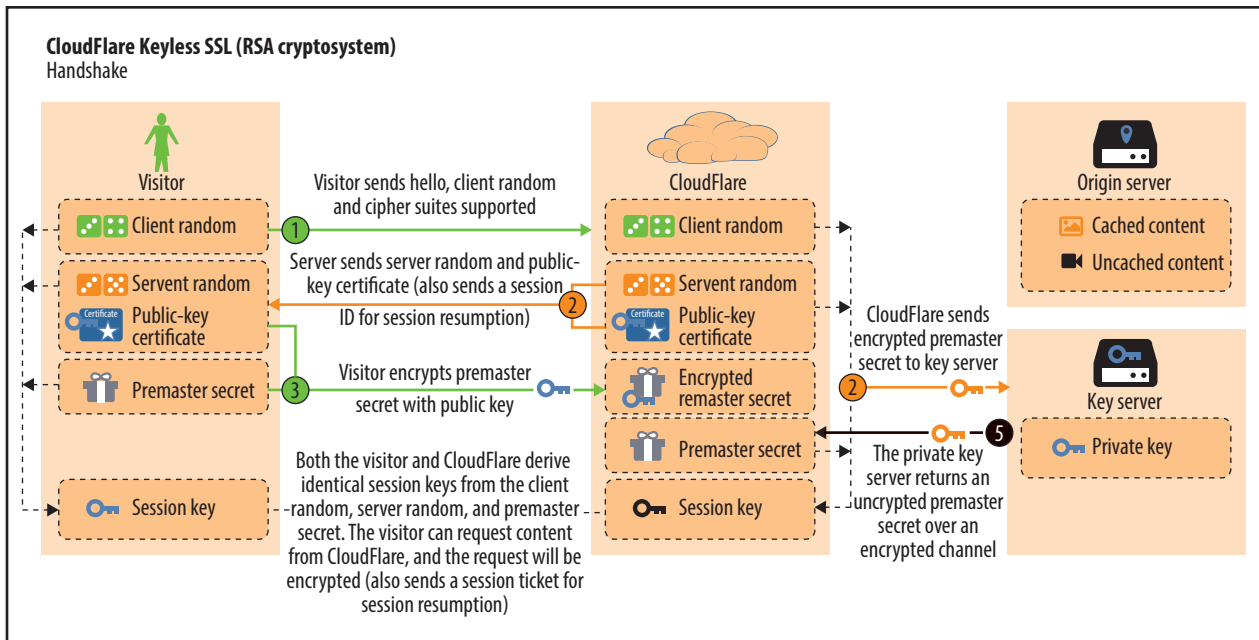 CloudFlare Keyless SSL (RSA cryptosystem)
Handshake
Visitor
Client random
Servent random
Certificate
Public-key
certificate
Premaster secret
Session key
Visitor sends hello, client random
and cipher suites supported
1
Server sends server random and public-
key certificate (also sends a session
2
ID for session resumption)
3
Visitor encrypts premaster
secret with public key
Both the visitor and CloudFlare derive
identical session keys from the client
random, server random, and premaster
secret. The visitor can request content
from CloudFlare, and the request will be
encrypted (also sends a session ticket for
session resumption)
CloudFlare
Client random
Servent random
Certificate
Public-key
certificate
Encrypted
remaster secret
Premaster secret
Session key
CloudFlare sends
encrypted premaster
secret to key server
2
5
The private key
server returns an
uncrypted premaster
secret over an
encrypted channel
Origin server
Cached content
Uncached content
Key server
Private key